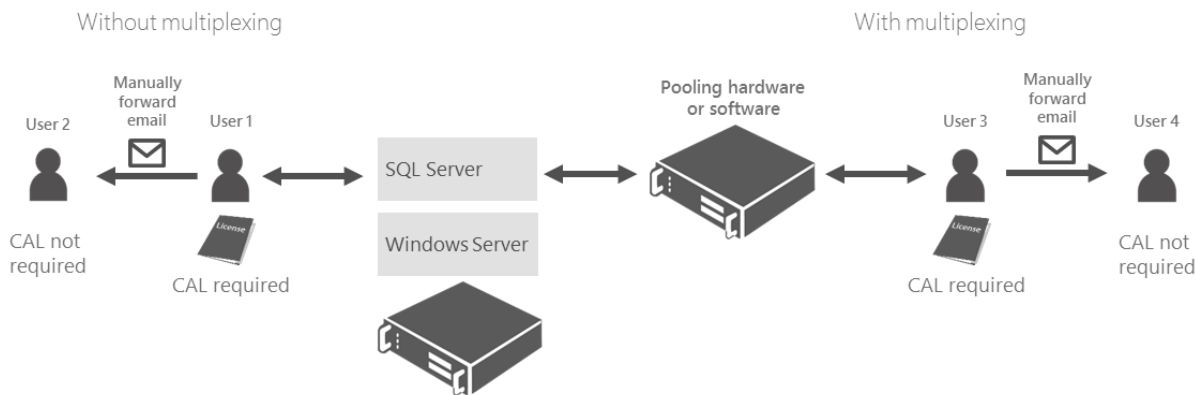 Without multiplexing
With multiplexing
Manually
forward
email
User 2
User 1
CAL not
required
License
CAL required
SQL Server
Windows Server
Pooling hardware
or software
User 3
Manually
forward
email
User 4
License
CAL required
CAL not
required